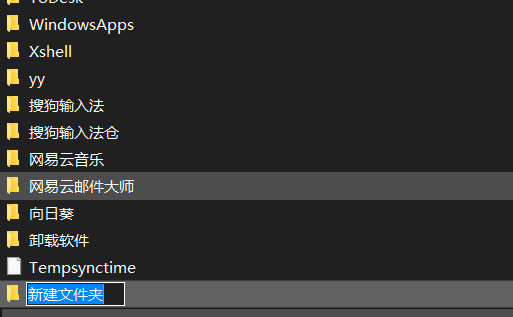 ToDesk
WindowsApps
Xshell
yy
搜狗输入法
搜狗输入法仓
网易云音乐
网易云邮件大师
向日葵
卸载软件
Tempsynctime
新建文件夹